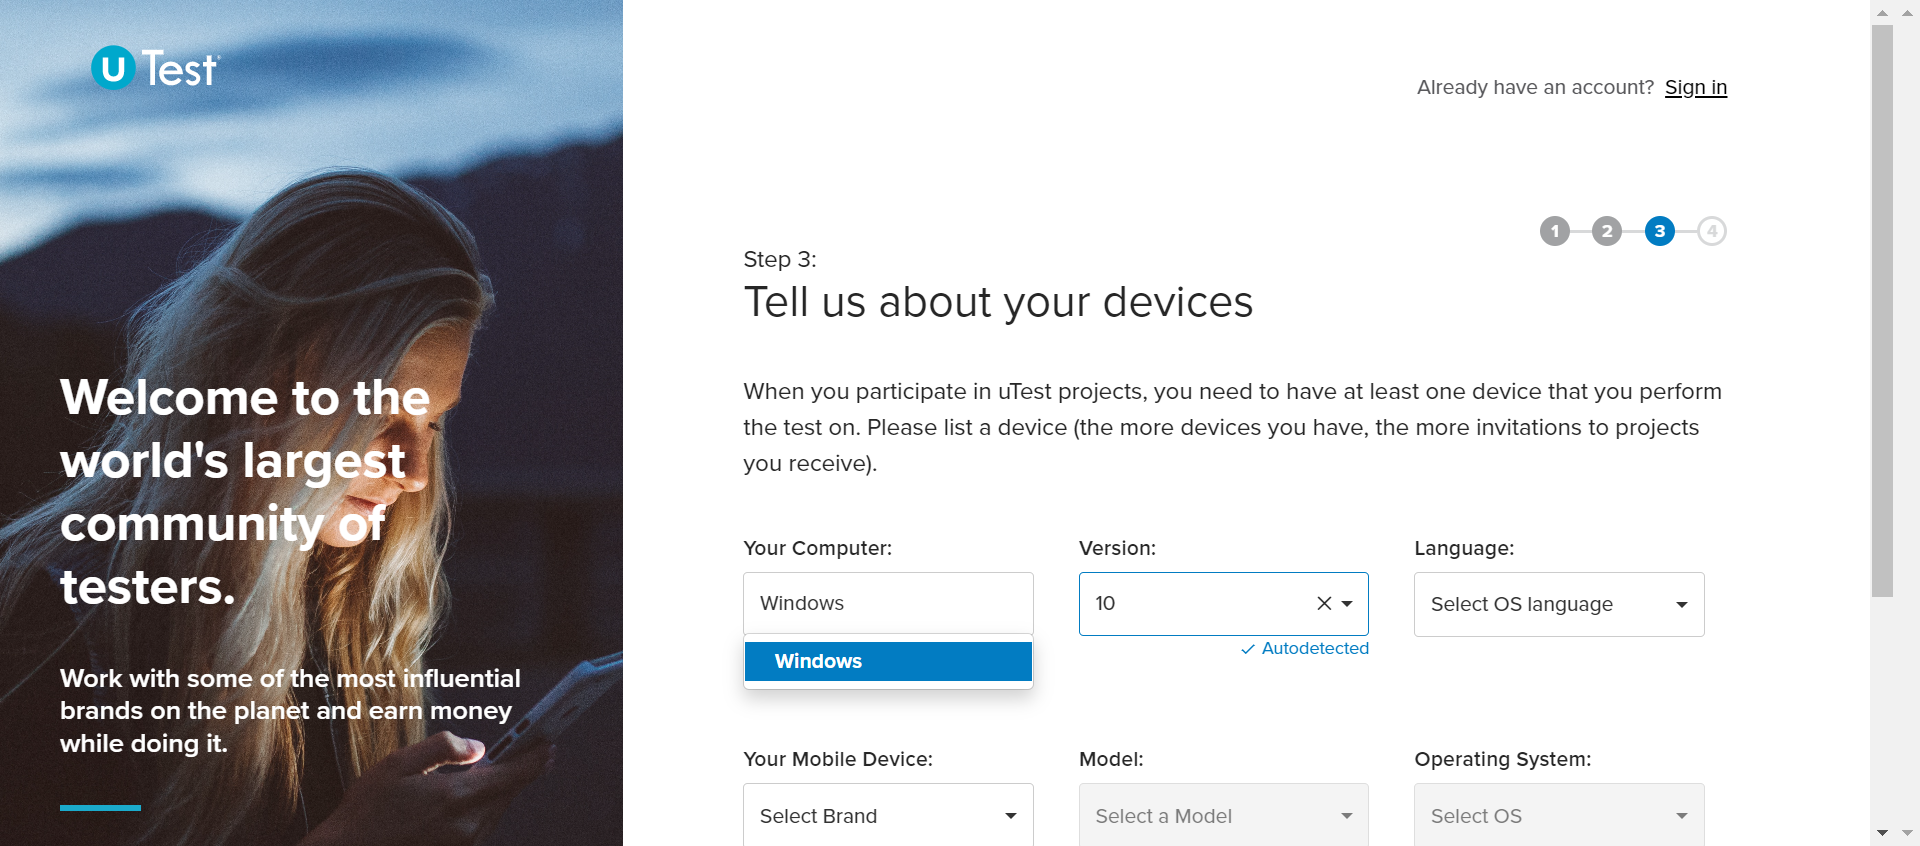 u Test
Already have an account? Sign in
1 2 3 4
Step 3:
Tell us about your devices
Welcome to the
world's largest
community of
testers.
Work with some of the most influential
brands on the planet and earn money
while doing it.
When you participate in uTest projects, you need to have at least one device that you perform
the test on. Please list a device (the more devices you have, the more invitations to projects
you receive).
Your Computer:
Windows
Windows
Version:
10
Autodetected
Language:
Select OS language
Your Mobile Device:
Select Brand
Model:
Select a Model
Operating System:
Select OS